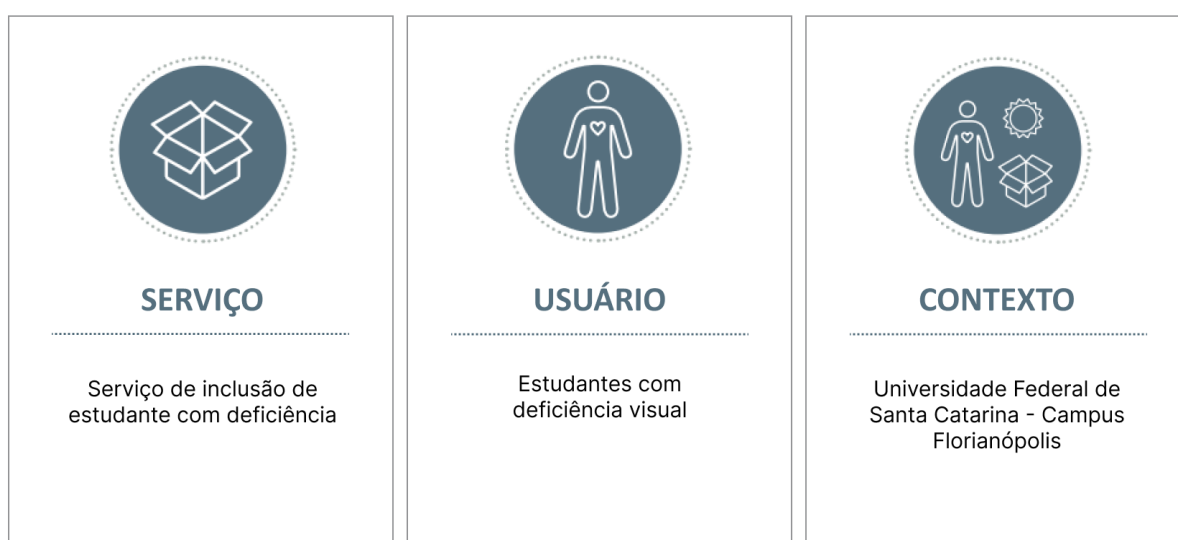 SERVIÇO
Serviço de inclusão de
estudante com deficiência
USUÁRIO
Estudantes com
deficiência visual
CONTEXTO
Universidade Federal de
Santa Catarina - Campus
Florianópolis